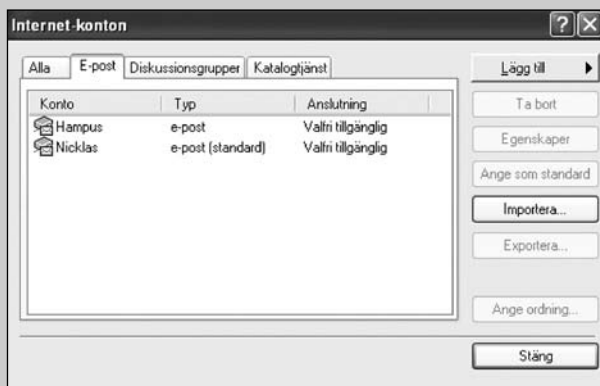 Internet-konton
Alla E-post Diskussionsgrupper Katalogtjänst
Konto Typ Anslutning
Hampus e-post Valfri tillgänglig
Nicklas e-post (standard) Valfri tillgänglig
Lägg till
Ta bort
Egenskaper
Ange som standard
Importera...
Exportera...
Ange ordning...
Stäng